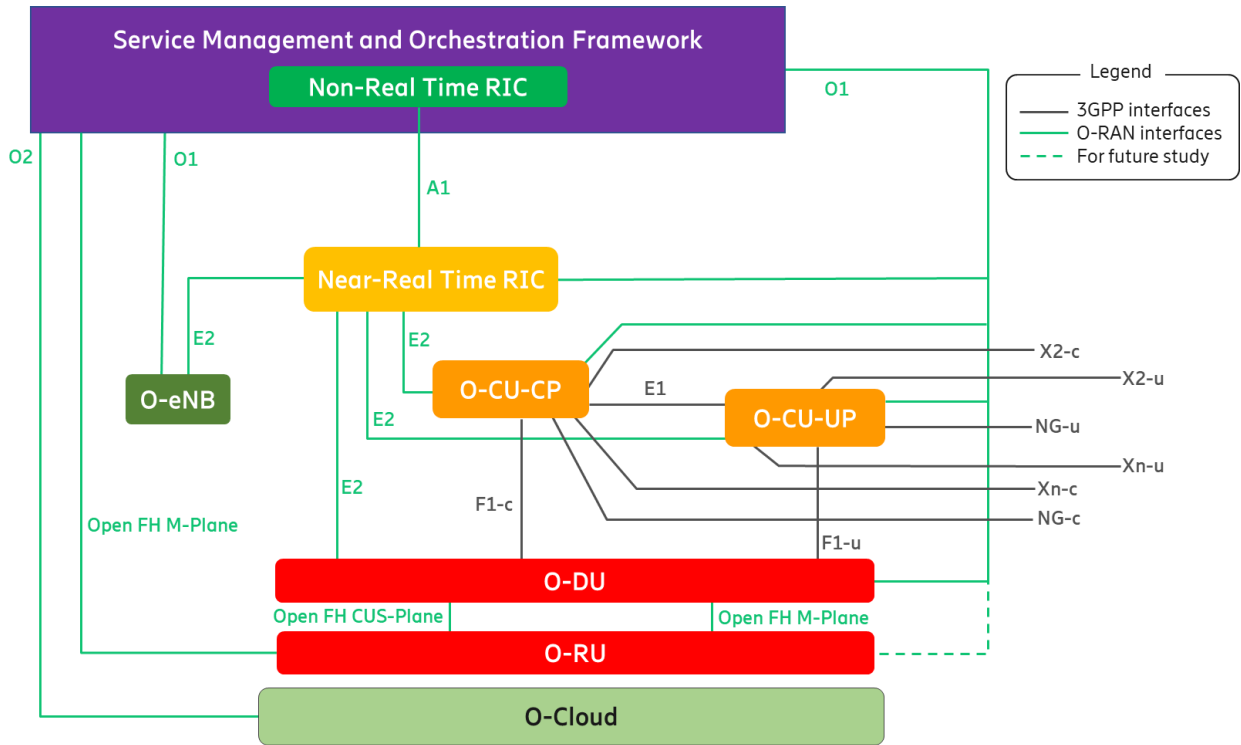 Service Management and Orchestration Framework
Non-Real Time RIC
O1
Legend
3GPP interfaces
O-RAN interfaces
For future study
O2
O1
A1
Near-Real Time RIC
E2
E2
X2-c
O-CU-CP
E1
X2-u
O-eNB
E2
O-CU-UP
NG-u
Xn-u
E2
Xn-c
F1-c
NG-c
Open FH M-Plane
F1-u
O-DU
Open FH CUS-Plane
Open FH M-Plane
O-RU
O-Cloud